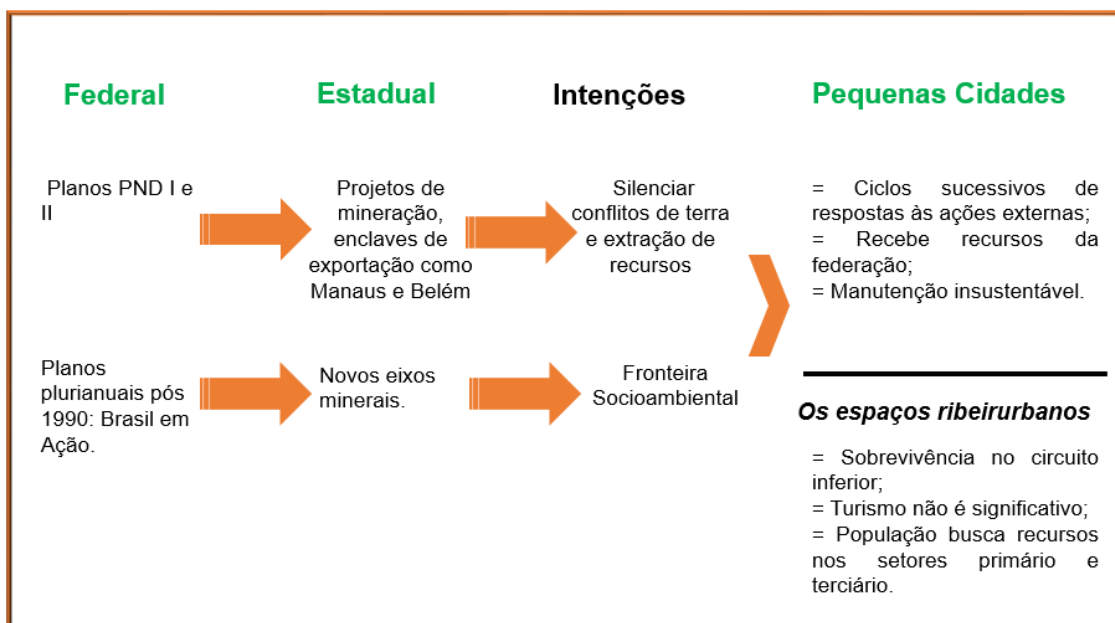 Federal
Estadual
Intenções
Pequenas Cidades
Planos PND I e
II
Projetos de
mineração,
enclaves de
exportação como
Manaus e Belém
Silenciar
conflitos de terra
e extração de
recursos
= Ciclos sucessivos de
respostas às ações externas;
= Recebe recursos da
federação;
= Manutenção insustentável.
Planos
plurianuais pós
1990: Brasil em
Ação.
Novos eixos
minerais.
Fronteira
Socioambiental
Os espaços ribeirurbanos
= Sobrevivência no circuito
inferior;
= Turismo não é significativo;
= População busca recursos
nos setores primário e
terciário.